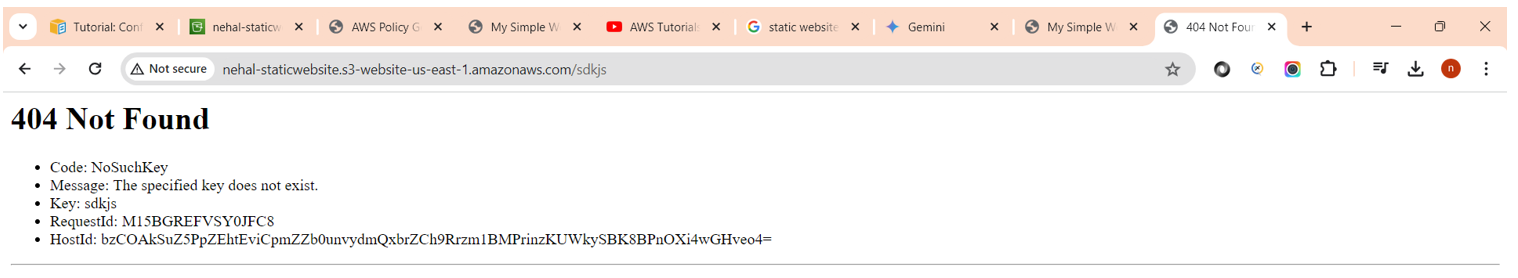 Tutorial: Conf
nehal-staticw
AWS Policy G
My Simple W
AWS Tutorial
static website
Gemini
My Simple W
404 Not Four
Not secure
nehal-staticwebsite.s3-website-us-east-1.amazonaws.com/sdkjs
n
404 Not Found
• Code: NoSuchKey
• Message: The specified key does not exist.
• Key: sdkjs
• RequestId: M15BGREFVSY0JFC8
• HostId: bzCOAkSuZ5PpZEhtEviCpmZZb0unvydmQxbrZCh9Rrzm1BMPrinzKUWkySBK8BPnOXi4wGHveo4=